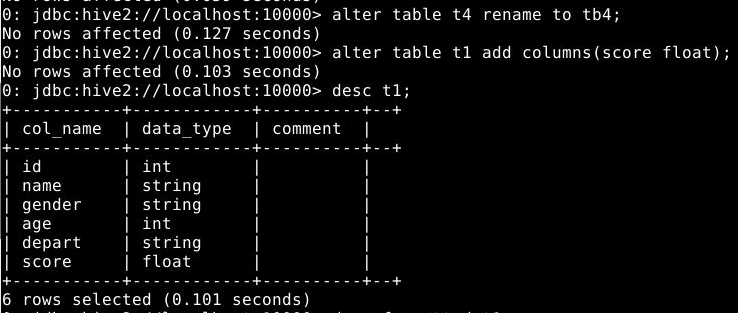 0: jdbc:hive2://localhost:10000> alter table t4 rename to tb4;
No rows affected (0.127 seconds)
0: jdbc:hive2://localhost:10000> alter table t1 add columns(score float);
No rows affected (0.103 seconds)
0: jdbc:hive2://localhost:10000> desc t1;
+-----------+------------+----------+--+
| col_name | data_type | comment |
+-----------+------------+----------+--+
| id | int | |
| name | string | |
| gender | string | |
| age | int | |
| depart | string | |
| score | float | |
+-----------+------------+----------+--+
6 rows selected (0.101 seconds)